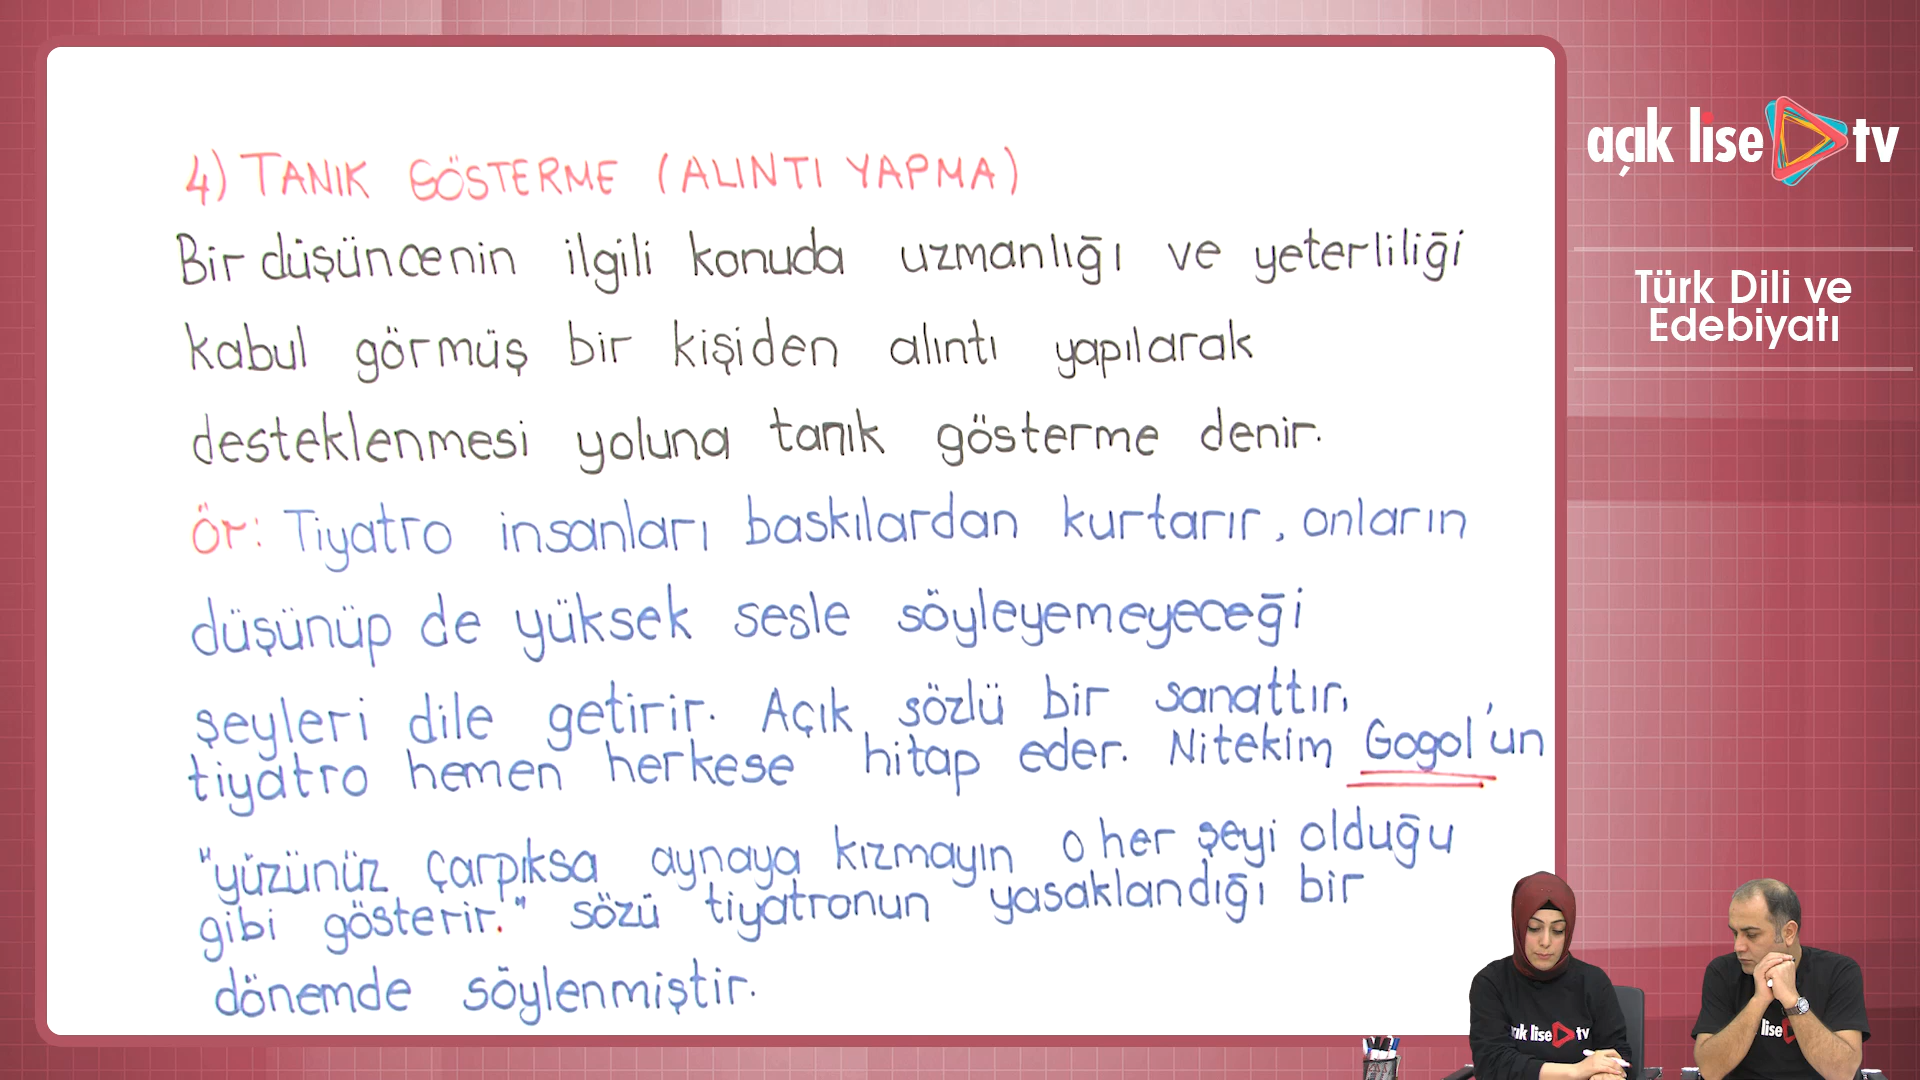 4) TANIK GÖSTERME (ALINTI YAPMA)
Bir düşüncenin ilgili konuda uzmanlığı ve yeterliliği
kabul görmüş bir kişiden alıntı yapılarak
desteklenmesi yoluna tanık gösterme denir.
Ör: Tiyatro insanları baskılardan kurtarır, onların
düşünüp de yüksek sesle söyleyemeyeceği
şeyleri dile getirir. Açık sözlü bir sanattır,
tiyatro hemen herkese hitap eder. Nitekim Gogol'un
"yüzünüz çarpıksa aynaya kızmayın o her şeyi olduğu
gibi gösterir." sözü tiyatronun yasaklandığı bir
dönemde söylenmiştir.
açık lise tv
Türk Dili ve
Edebiyatı
lise tv
lise